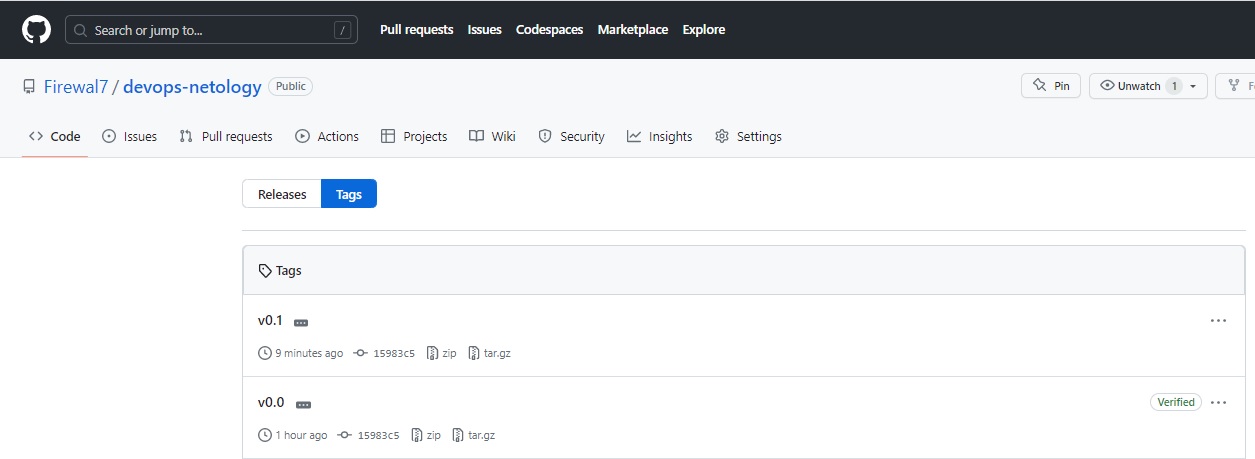 Search or jump to... / Pull requests Issues Codespaces Marketplace Explore
Firewal7 / devops-netology Public Pin Unwatch 1
Code Issues Pull requests Actions Projects Wiki Security Insights Settings
Releases Tags
Tags
v0.1
9 minutes ago 15983c5 zip tar.gz
v0.0 Verified
1 hour ago 15983c5 zip tar.gz